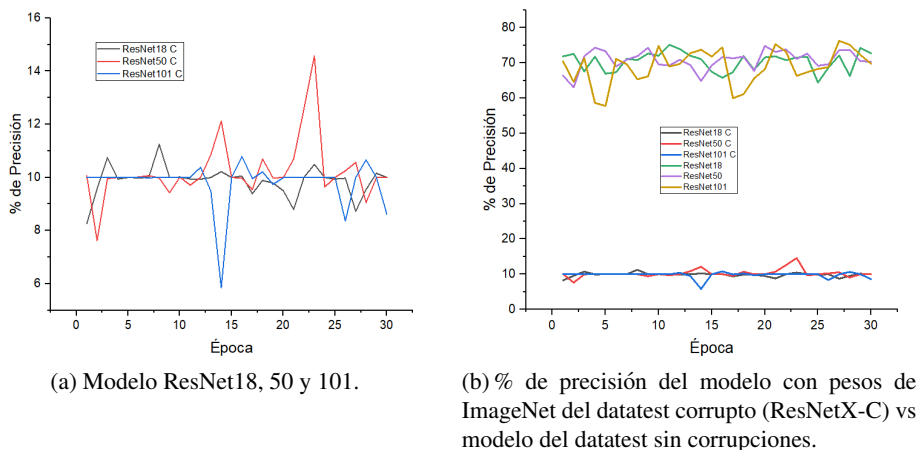 16
14
12
10
8
6
% de Precisión
ResNet18 C
ResNet50 C
ResNet101 C
0 5 10 15 20 25 30
Época
(a) Modelo ResNet18, 50 y 101.
80
70
60
50
40
30
20
10
0
% de Precisión
ResNet18 C
ResNet50 C
ResNet101 C
ResNet18
ResNet50
ResNet101
0 5 10 15 20 25 30
Época
(b) % de precisión del modelo con pesos de
ImageNet del datatest corrupto (ResNetX-C) vs
modelo del datatest sin corrupciones.